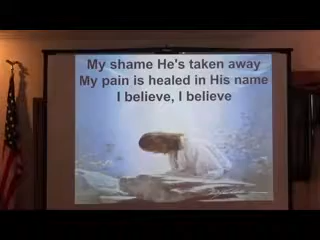 My shame He's taken away
My pain is healed in His name
I believe, I believe